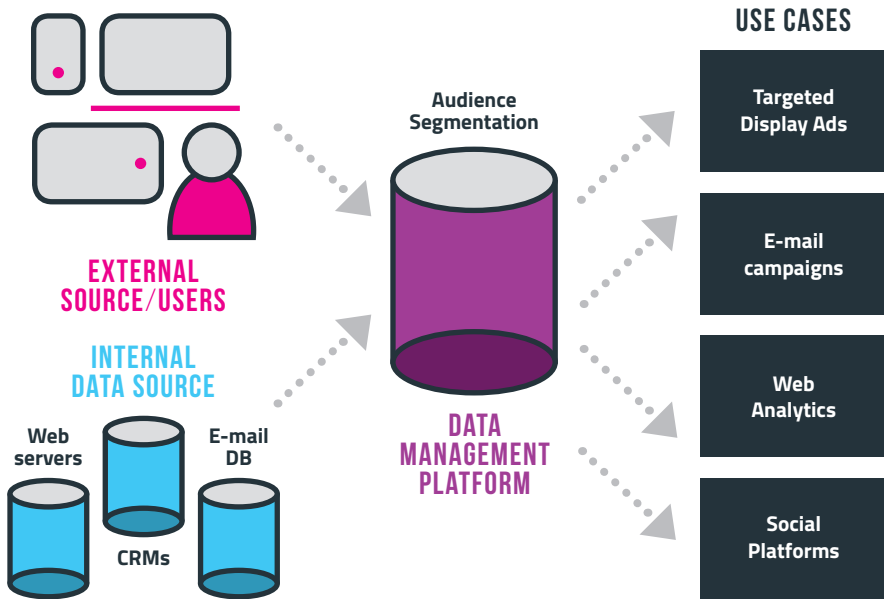 USE CASES
Audience
Segmentation
EXTERNAL
SOURCE/USERS
INTERNAL
DATA SOURCE
Web
servers
E-mail
DB
CRMs
DATA
MANAGEMENT
PLATFORM
Targeted
Display Ads
E-mail
campaigns
Web
Analytics
Social
Platforms